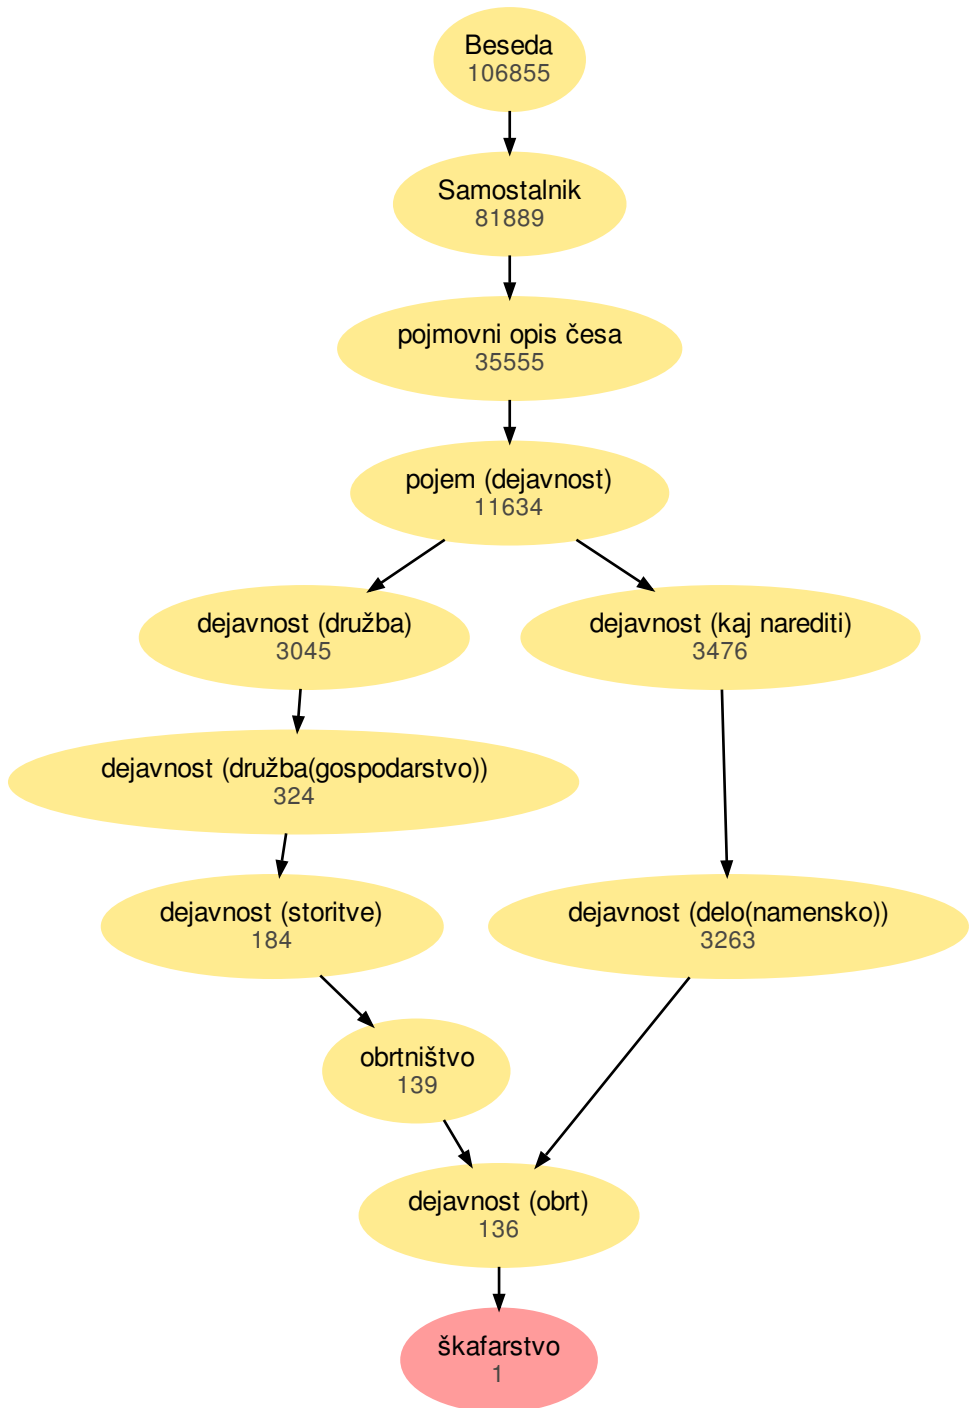 Beseda
106855
Samostalnik
81889
pojmovni opis česa
35555
pojem (dejavnost)
11634
dejavnost (družba)
3045
dejavnost (kaj narediti)
3476
dejavnost (družba(gospodarstvo))
324
dejavnost (storitve)
184
dejavnost (delo(namensko))
3263
obrtništvo
139
dejavnost (obrt)
136
škafarstvo
1